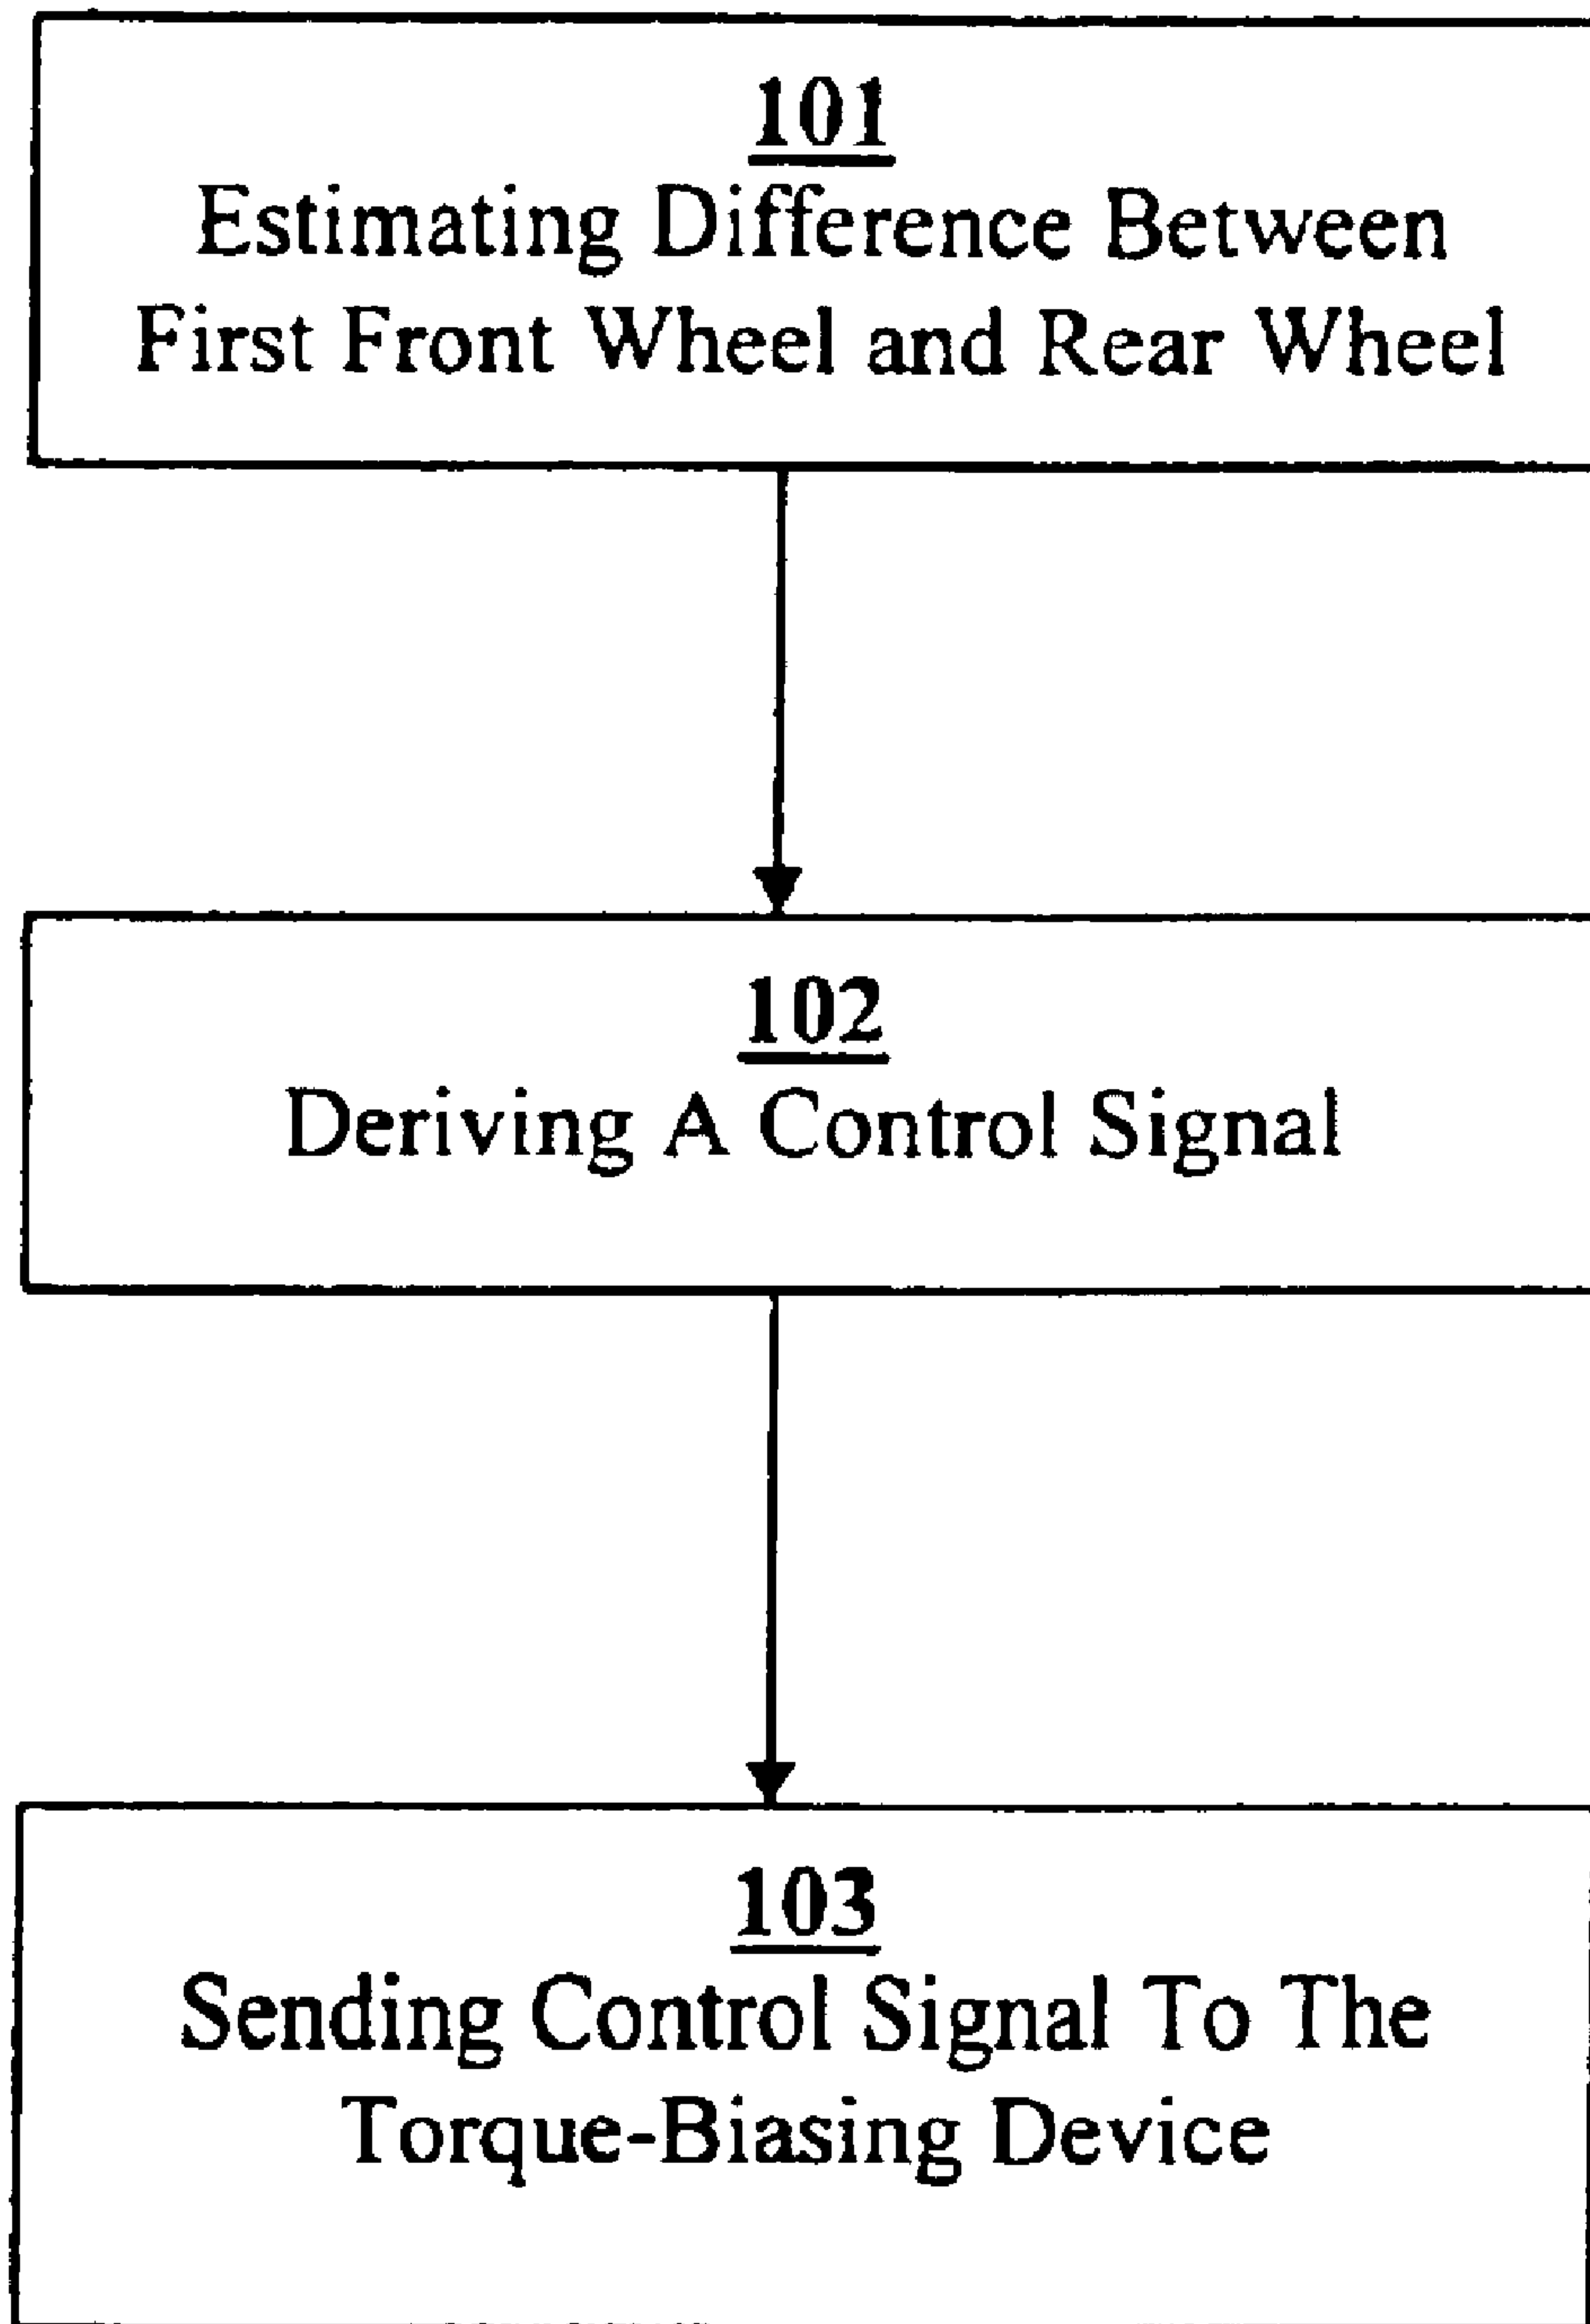 101
Estimating Difference Between
First Front Wheel and Rear Wheel
102
Deriving A Control Signal
103
Sending Control Signal To The
Torque-Biasing Device